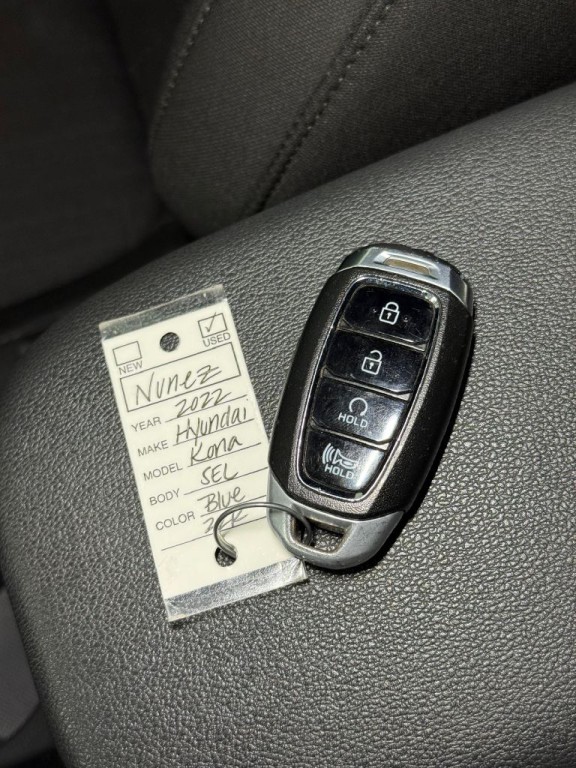 NEW
USED
Nunez
YEAR 2022
MAKE Hyundai
MODEL Kona
BODY SEL
COLOR Blue
HOLD
HOLD